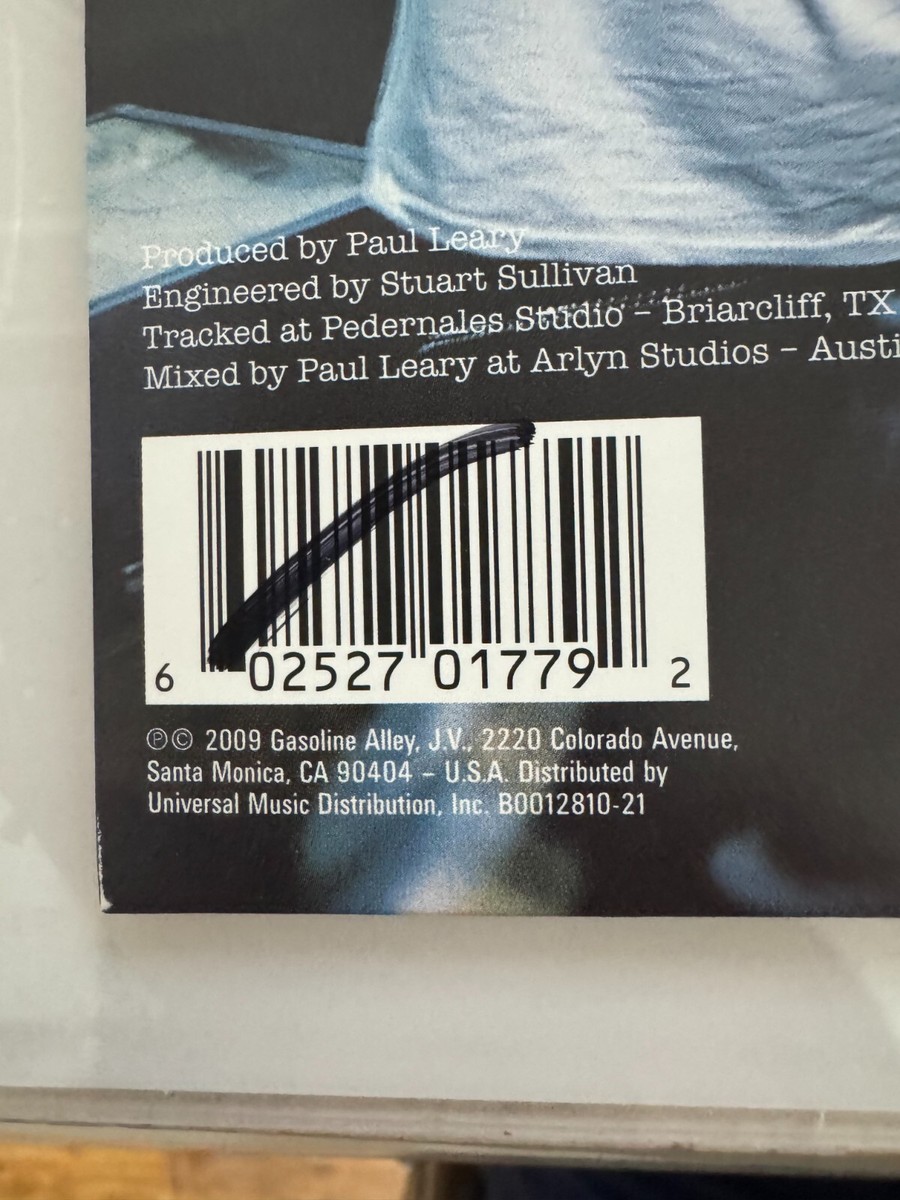 Produced by Paul Leary
Engineered by Stuart Sullivan
Tracked at Pedernales Studio – Briarcliff, TX
Mixed by Paul Leary at Arlyn Studios – Austi
6 02527 01779 2
℗© 2009 Gasoline Alley, J.V., 2220 Colorado Avenue,
Santa Monica, CA 90404 – U.S.A. Distributed by
Universal Music Distribution, Inc. B0012810-21